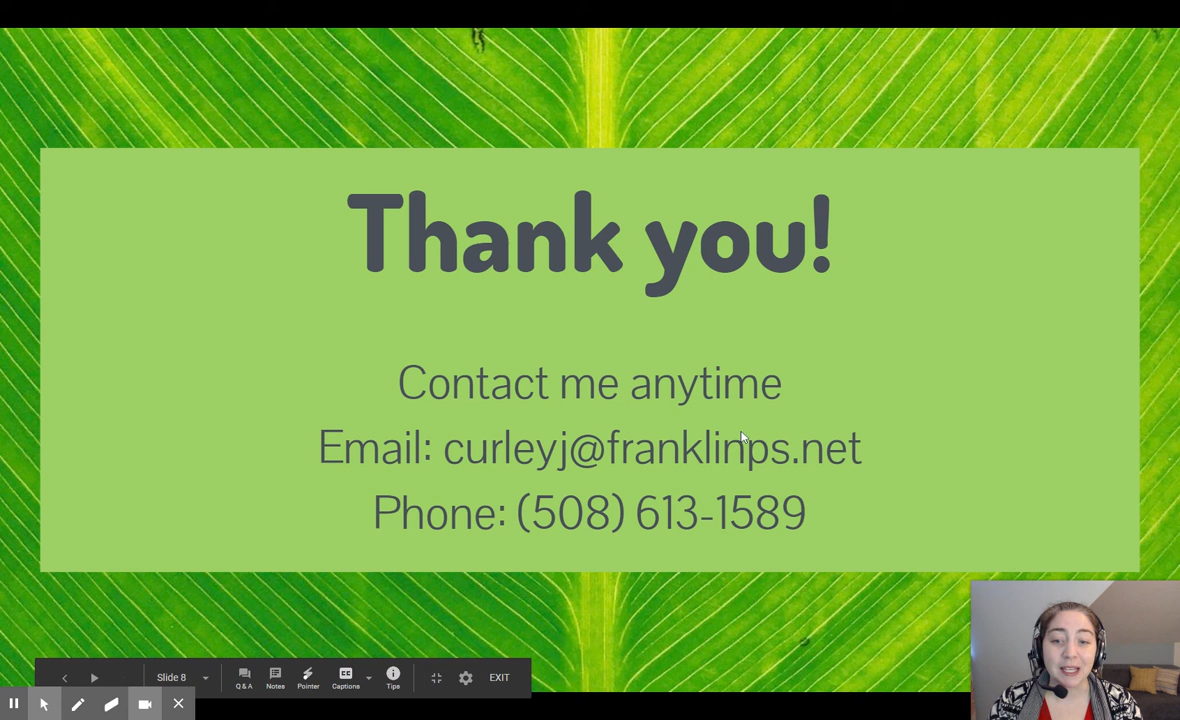 Thank you!
Contact me anytime
Email: curleyj@franklinps.net
Phone: (508) 613-1589
Slide 8
Q & A
Notes
Pointer
Captions
Tips
EXIT
CC